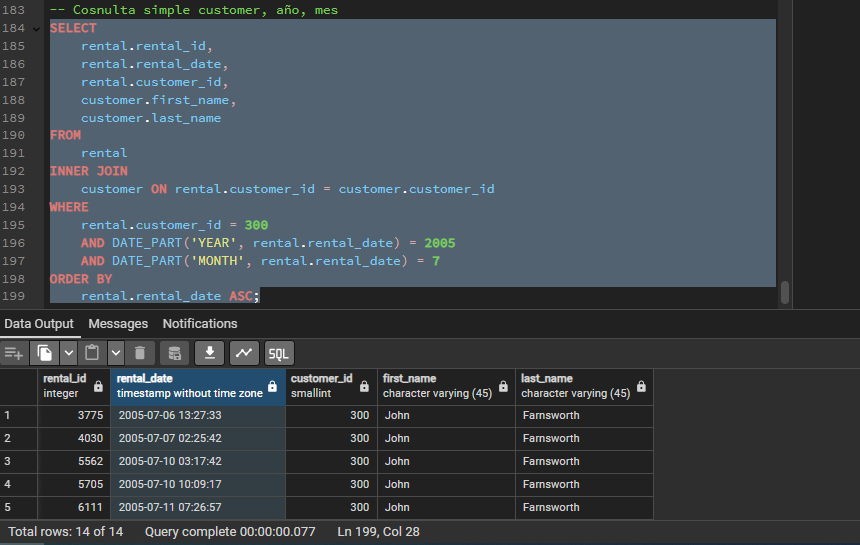 183 -- Cosnulta simple customer, año, mes
184 SELECT
185 rental.rental_id,
186 rental.rental_date,
187 rental.customer_id,
188 customer.first_name,
189 customer.last_name
190 FROM
191 rental
192 INNER JOIN
193 customer ON rental.customer_id = customer.customer_id
194 WHERE
195 rental.customer_id = 300
196 AND DATE_PART('YEAR', rental.rental_date) = 2005
197 AND DATE_PART('MONTH', rental.rental_date) = 7
198 ORDER BY
199 rental.rental_date ASC;
Data Output Messages Notifications
SQL
rental_id rental_date customer_id first_name last_name
integer timestamp without time zone smallint character varying (45) character varying (45)
1 3775 2005-07-06 13:27:33 300 John Farnsworth
2 4030 2005-07-07 02:25:42 300 John Farnsworth
3 5562 2005-07-10 03:17:42 300 John Farnsworth
4 5705 2005-07-10 10:09:17 300 John Farnsworth
5 6111 2005-07-11 07:26:57 300 John Farnsworth
Total rows: 14 of 14 Query complete 00:00:00.077 Ln 199, Col 28